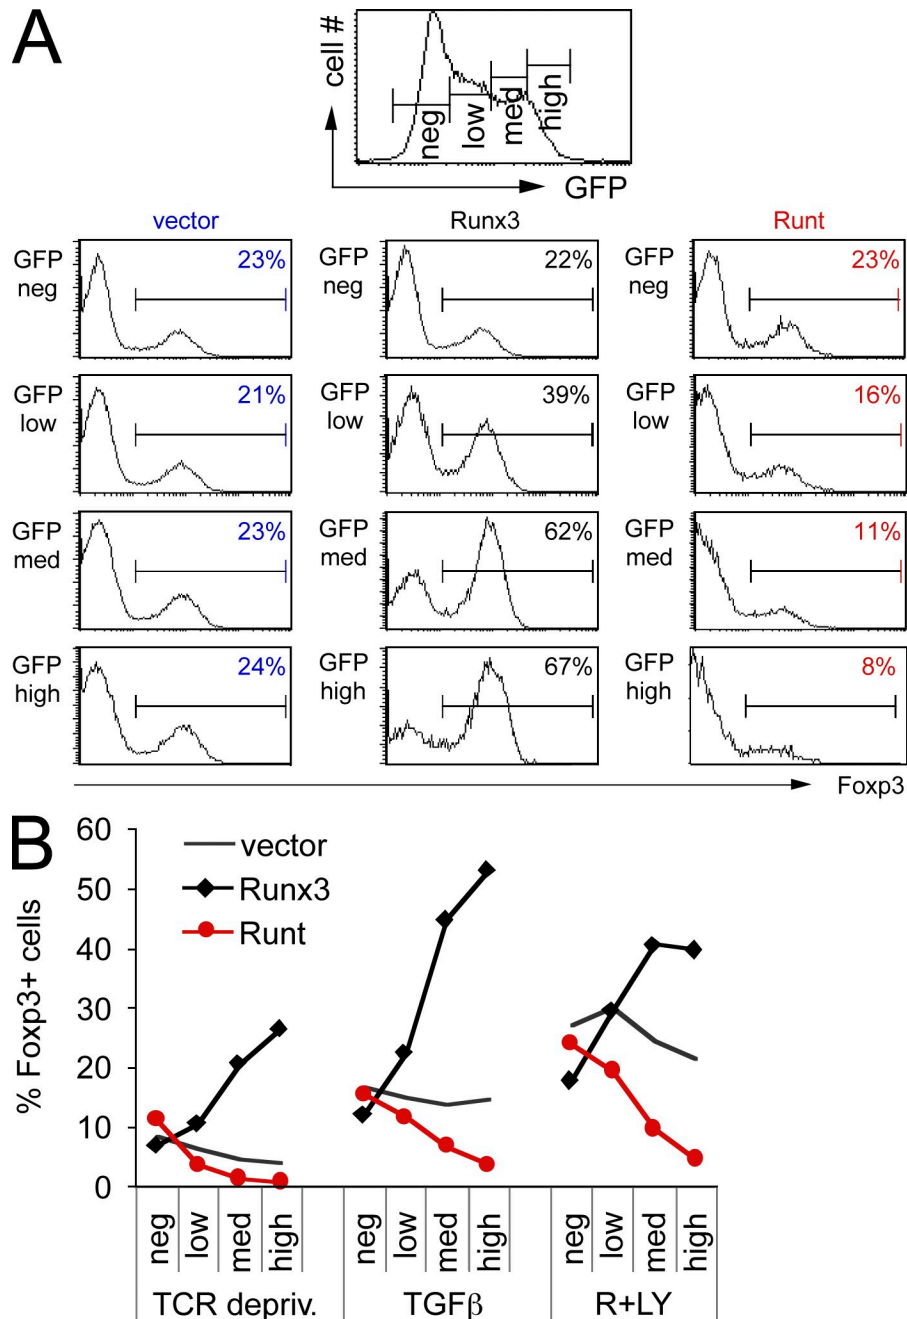 A
cell #
neg
low
med
high
GFP
vector
Runx3
Runt
GFP neg
23%
GFP neg
22%
GFP neg
23%
GFP low
21%
GFP low
39%
GFP low
16%
GFP med
23%
GFP med
62%
GFP med
11%
GFP high
24%
GFP high
67%
GFP high
8%
Foxp3
B
% Foxp3+ cells
60
50
40
30
20
10
0
vector
Runx3
Runt
neg
low
med
high
neg
low
med
high
neg
low
med
high
TCR depriv.
TGFβ
R+LY